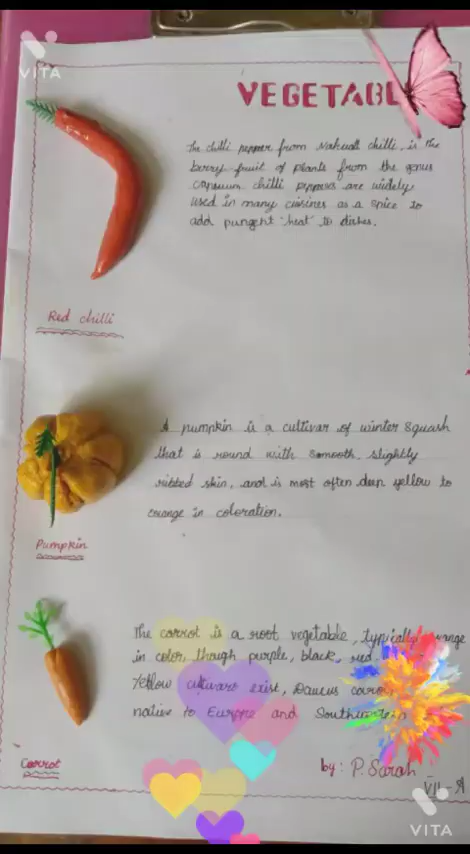 VITA
VEGETABL
The chilli pepper from Nahuatl chilli, is the
berry fruit of plants from the genus
capsicum chilli peppers are widely
used in many cuisines as a spice to
add pungent 'heat' to dishes.
Red chilli
A pumpkin is a cultivar of winter squash
that is round with smooth, slightly
ribbed skin, and is most often deep yellow to
orange in coloration.
Pumpkin
The carrot is a root vegetable, typically orange
in color, though purple, black, red,
Yellow cultivars exist, Daucus carot
native to Europe and Southwestern
Carrot
by: P. Sarah
VII-A
VITA